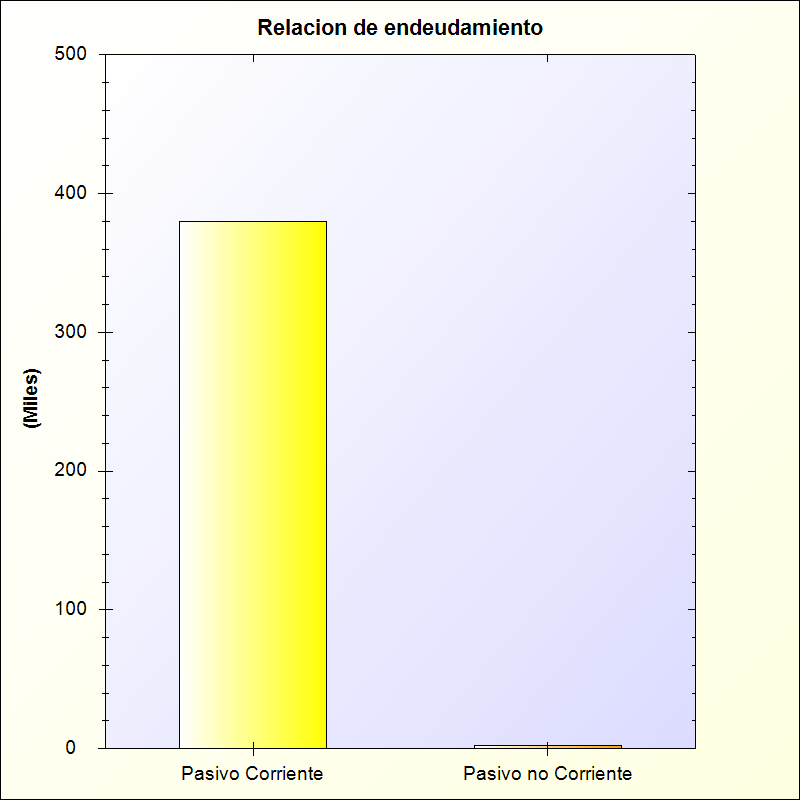 Relacion de endeudamiento
500
400
300
200
100
0
(Miles)
Pasivo Corriente
Pasivo no Corriente